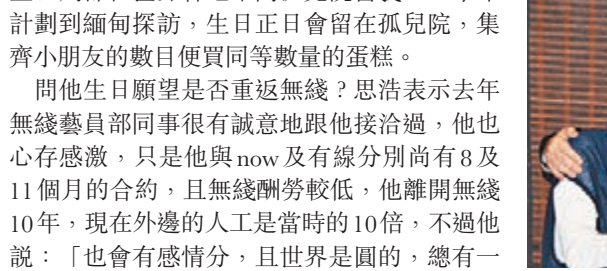 計劃到緬甸探訪，生日正日會留在孤兒院，集
齊小朋友的數目便買同等數量的蛋糕。
問他生日願望是否重返無綫？思浩表示去年
無綫藝員部同事很有誠意地跟他接洽過，他也
心存感激，只是他與now及有線分別尚有8及
11個月的合約，且無綫酬勞較低，他離開無綫
10年，現在外邊的人工是當時的10倍，不過他
説：「也會有感情分，且世界是圓的，總有一